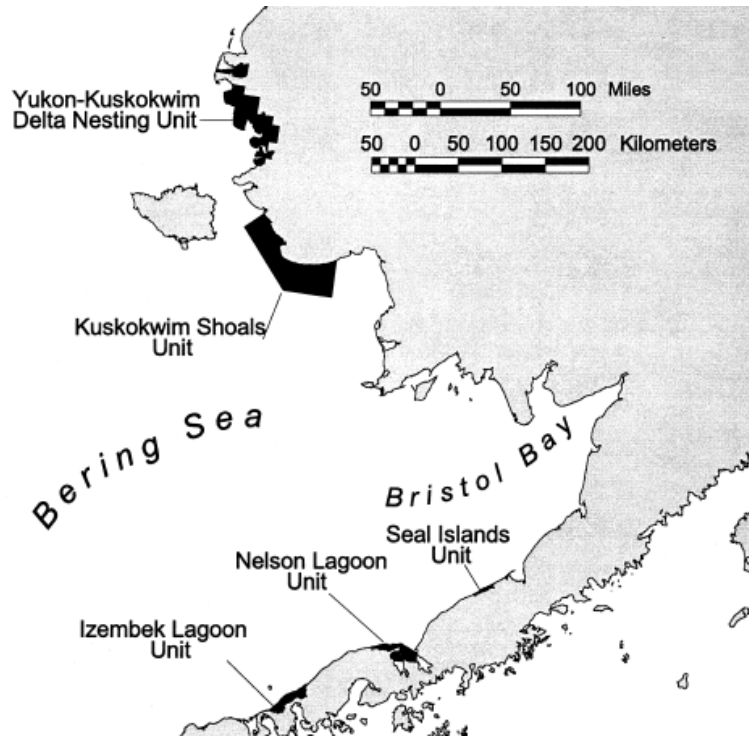 Yukon-Kuskokwim
Delta Nesting Unit
50 0 50 100 Miles
50 0 50 100 150 200 Kilometers
Kuskokwim Shoals
Unit
Bering Sea
Bristol Bay
Seal Islands
Unit
Nelson Lagoon
Unit
Izembek Lagoon
Unit